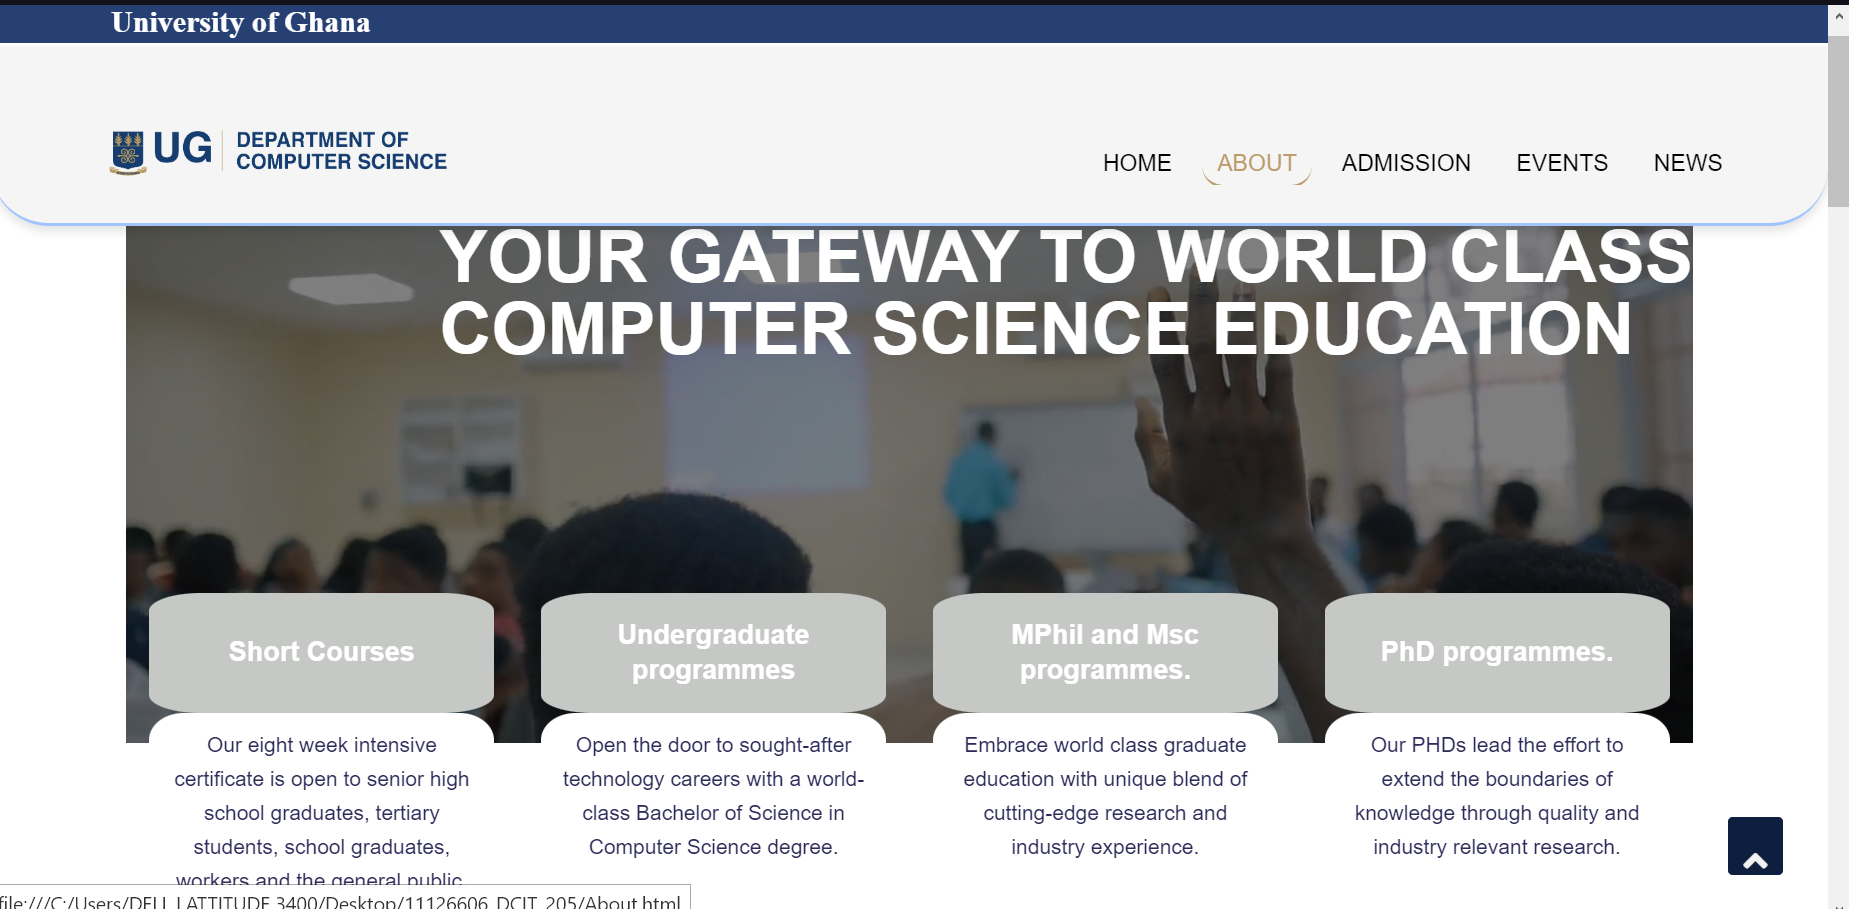 University of Ghana
UG
DEPARTMENT OF
COMPUTER SCIENCE
HOME ABOUT ADMISSION EVENTS NEWS
YOUR GATEWAY TO WORLD CLASS
COMPUTER SCIENCE EDUCATION
Short Courses
Our eight week intensive
certificate is open to senior high
school graduates, tertiary
students, school graduates,
workers and the general public.
Undergraduate
programmes
Open the door to sought-after
technology careers with a world-
class Bachelor of Science in
Computer Science degree.
MPhil and Msc
programmes.
Embrace world class graduate
education with unique blend of
cutting-edge research and
industry experience.
PhD programmes.
Our PHDs lead the effort to
extend the boundaries of
knowledge through quality and
industry relevant research.
file:///C:/Users/DELL LATTITUDE 3400/Desktop/11126606_DCIT_205/About.html